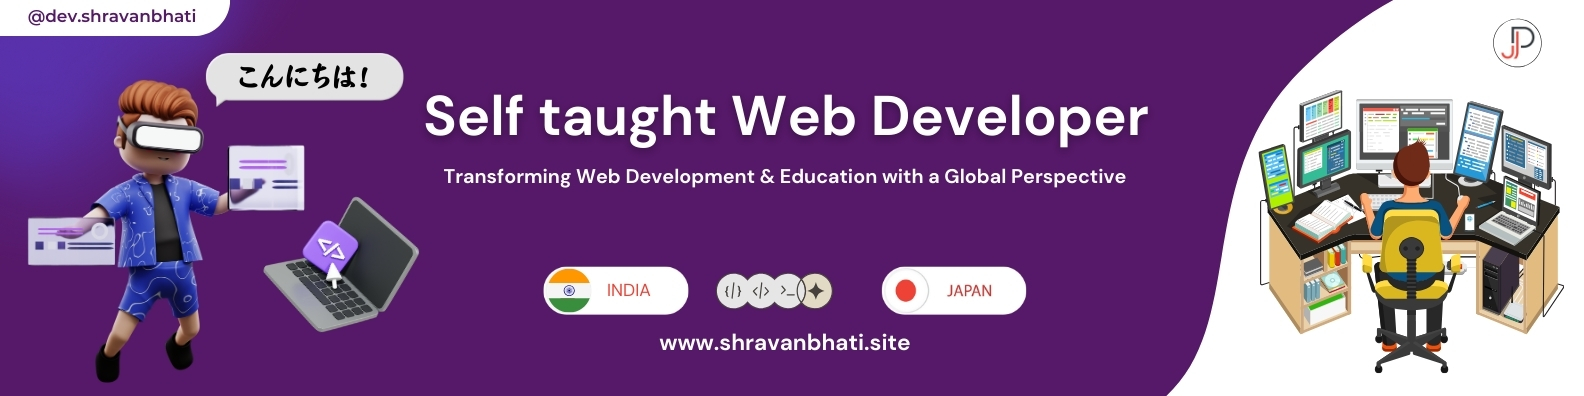 @dev.shravanbhati
こんにちは!
Self taught Web Developer
Transforming Web Development & Education with a Global Perspective
INDIA
{/}
</>
>_
JAPAN
www.shravanbhati.site